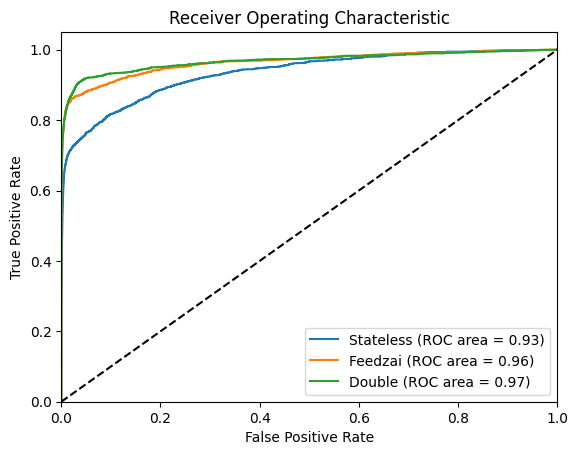 Receiver Operating Characteristic
True Positive Rate
1.0
0.8
0.6
0.4
0.2
0.0
Stateless (ROC area = 0.93)
Feedzai (ROC area = 0.96)
Double (ROC area = 0.97)
0.0 0.2 0.4 0.6 0.8 1.0
False Positive Rate